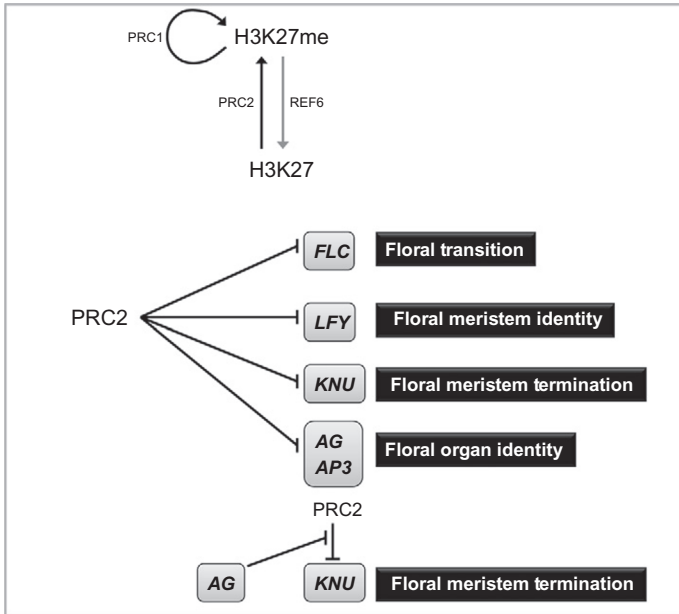 PRC1 H3K27me
PRC2 REF6
H3K27
FLC Floral transition
PRC2 LFY Floral meristem identity
KNU Floral meristem termination
AG
AP3 Floral organ identity
PRC2
AG KNU Floral meristem termination